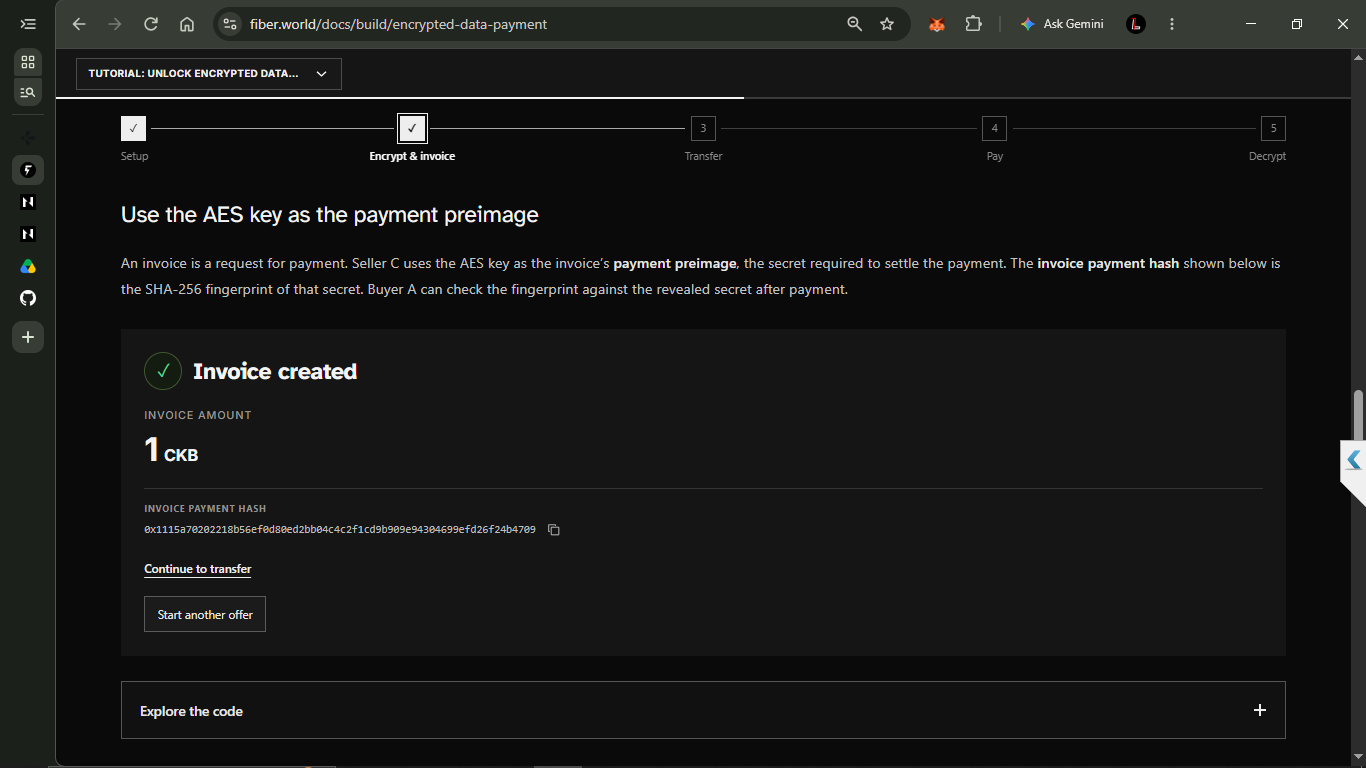 fiber.world/docs/build/encrypted-data-payment
Ask Gemini
TUTORIAL: UNLOCK ENCRYPTED DATA...
Setup
Encrypt & invoice
3
Transfer
4
Pay
5
Decrypt
Use the AES key as the payment preimage
An invoice is a request for payment. Seller C uses the AES key as the invoice’s payment preimage, the secret required to settle the payment. The invoice payment hash shown below is
the SHA-256 fingerprint of that secret. Buyer A can check the fingerprint against the revealed secret after payment.
Invoice created
INVOICE AMOUNT
1 CKB
INVOICE PAYMENT HASH
0x1115a70202218b56ef0d80ed2bb04c4c2f1cd9b909e94304699efd26f24b4709
Continue to transfer
Start another offer
Explore the code